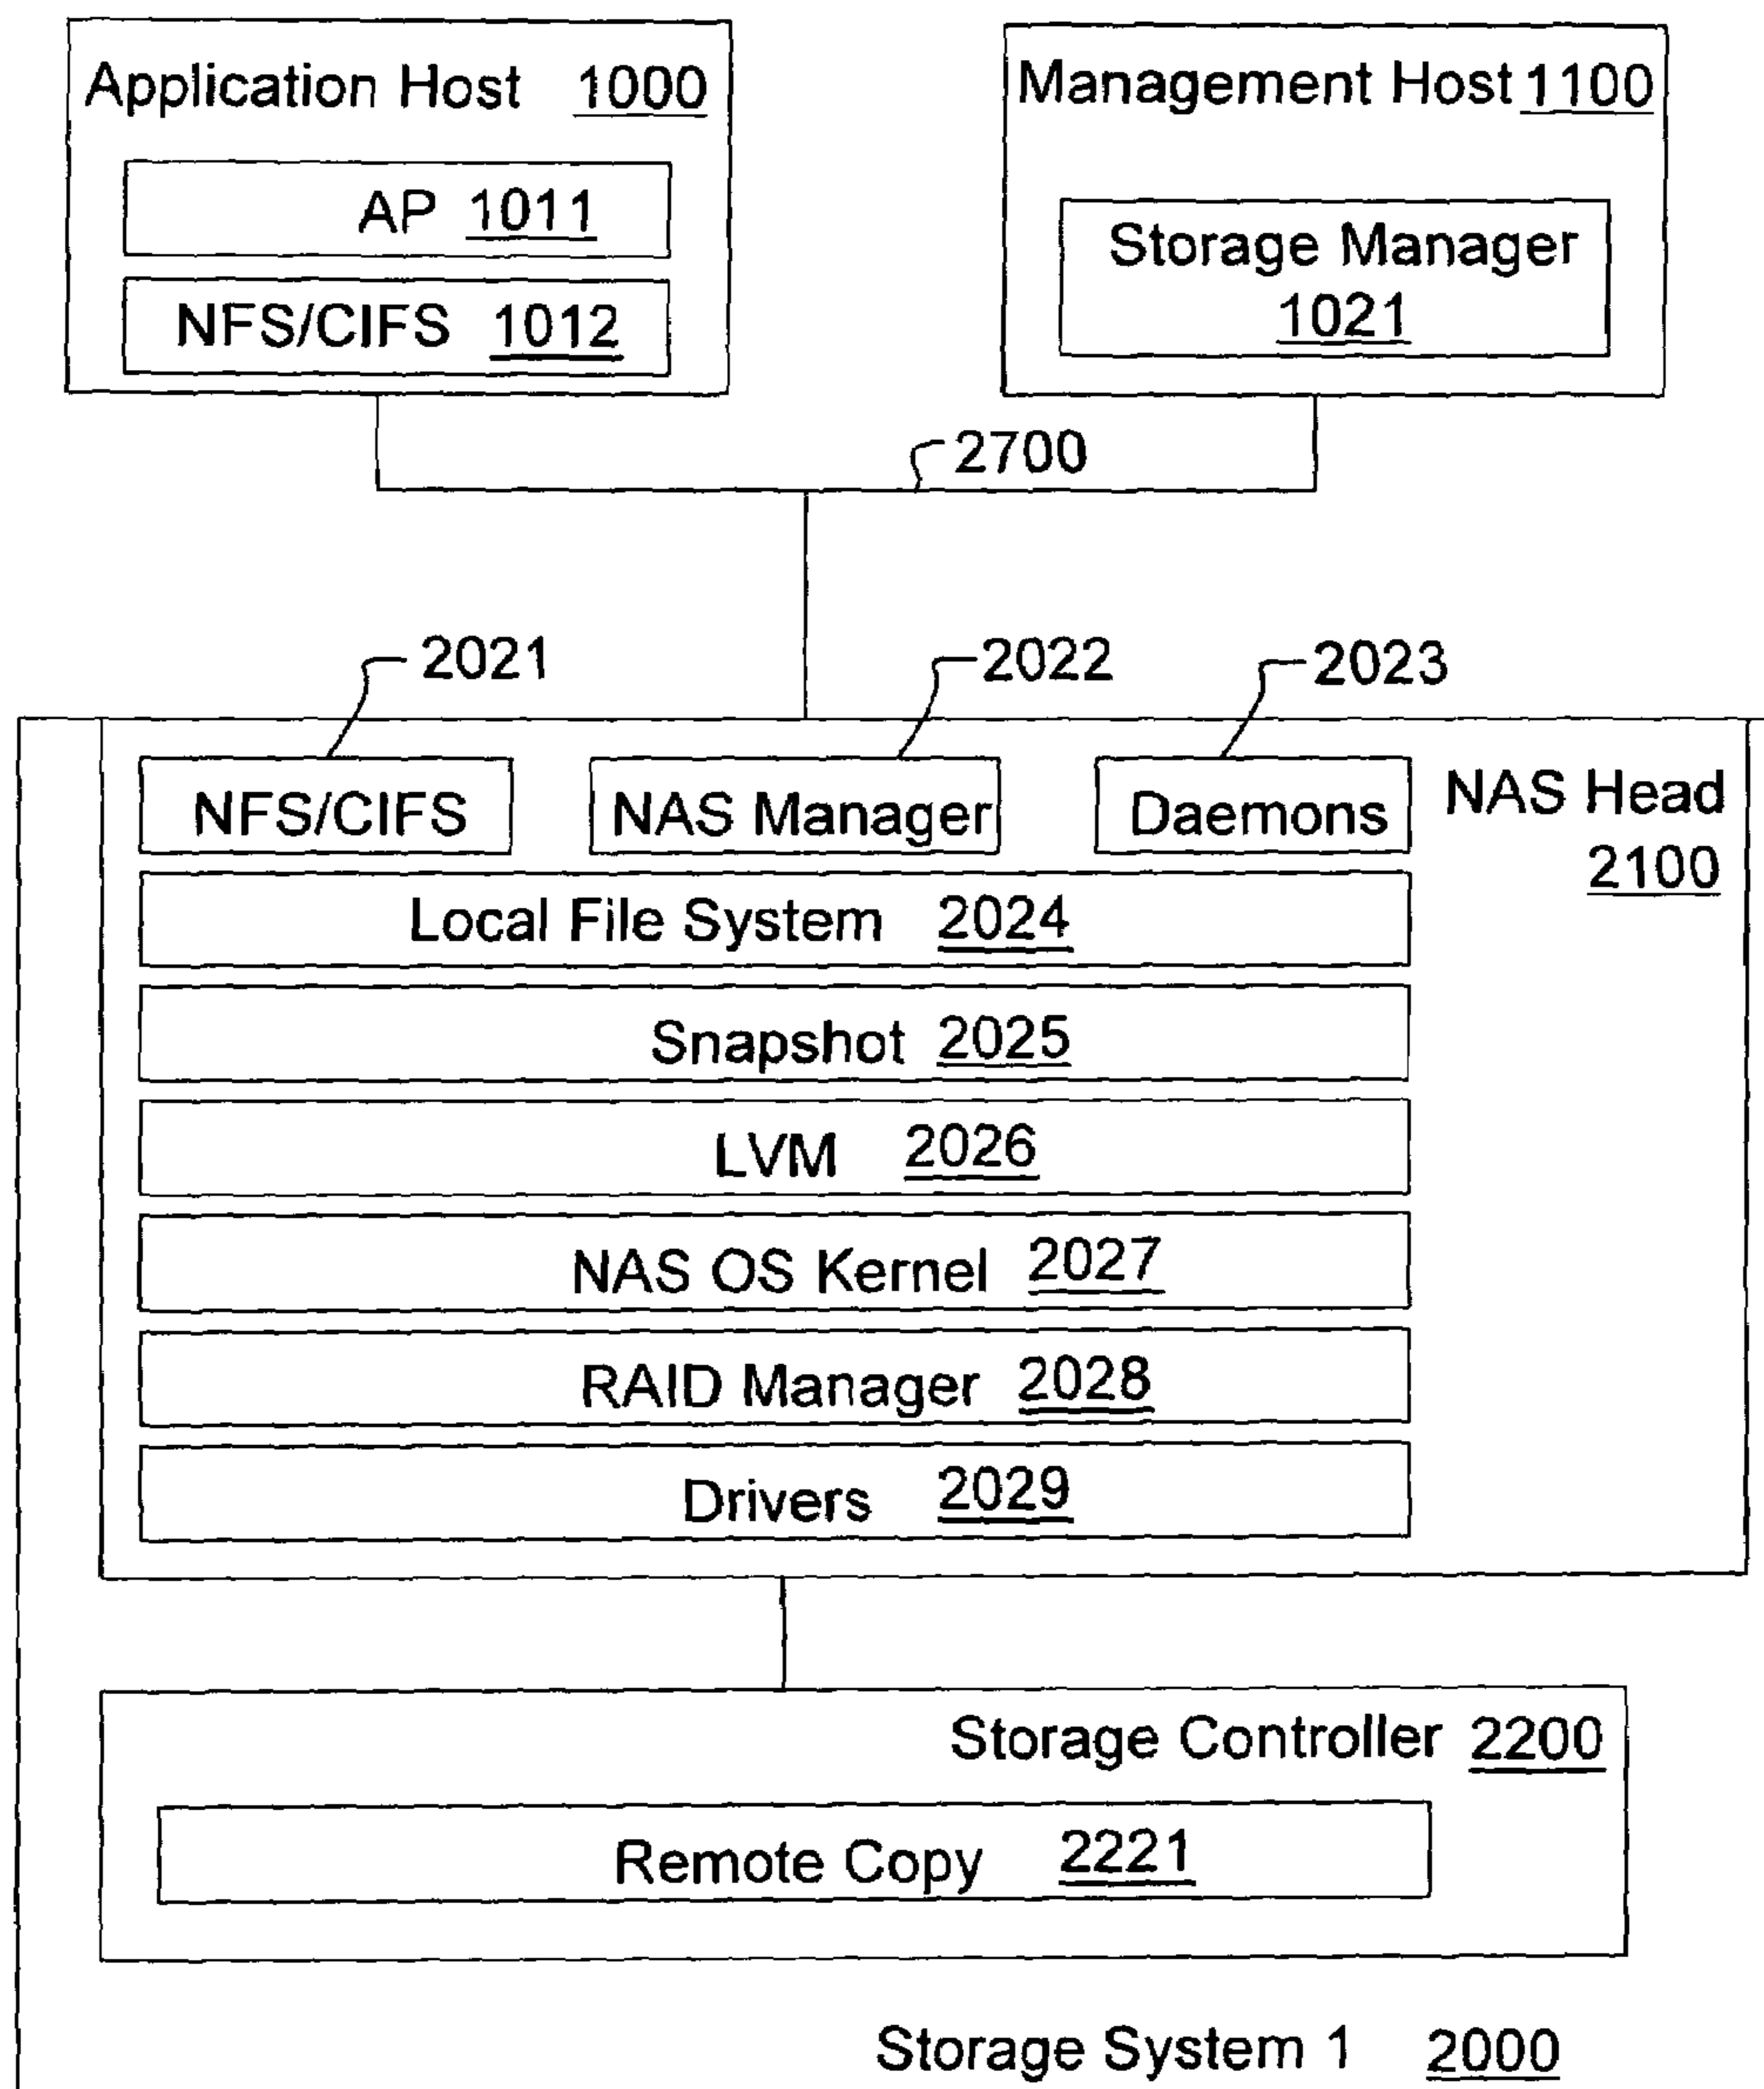 Application Host 1000
AP 1011
NFS/CIFS 1012
Management Host 1100
Storage Manager
1021
2700
2021
2022
2023
NFS/CIFS
NAS Manager
Daemons
NAS Head
2100
Local File System 2024
Snapshot 2025
LVM 2026
NAS OS Kernel 2027
RAID Manager 2028
Drivers 2029
Storage Controller 2200
Remote Copy 2221
Storage System 1 2000